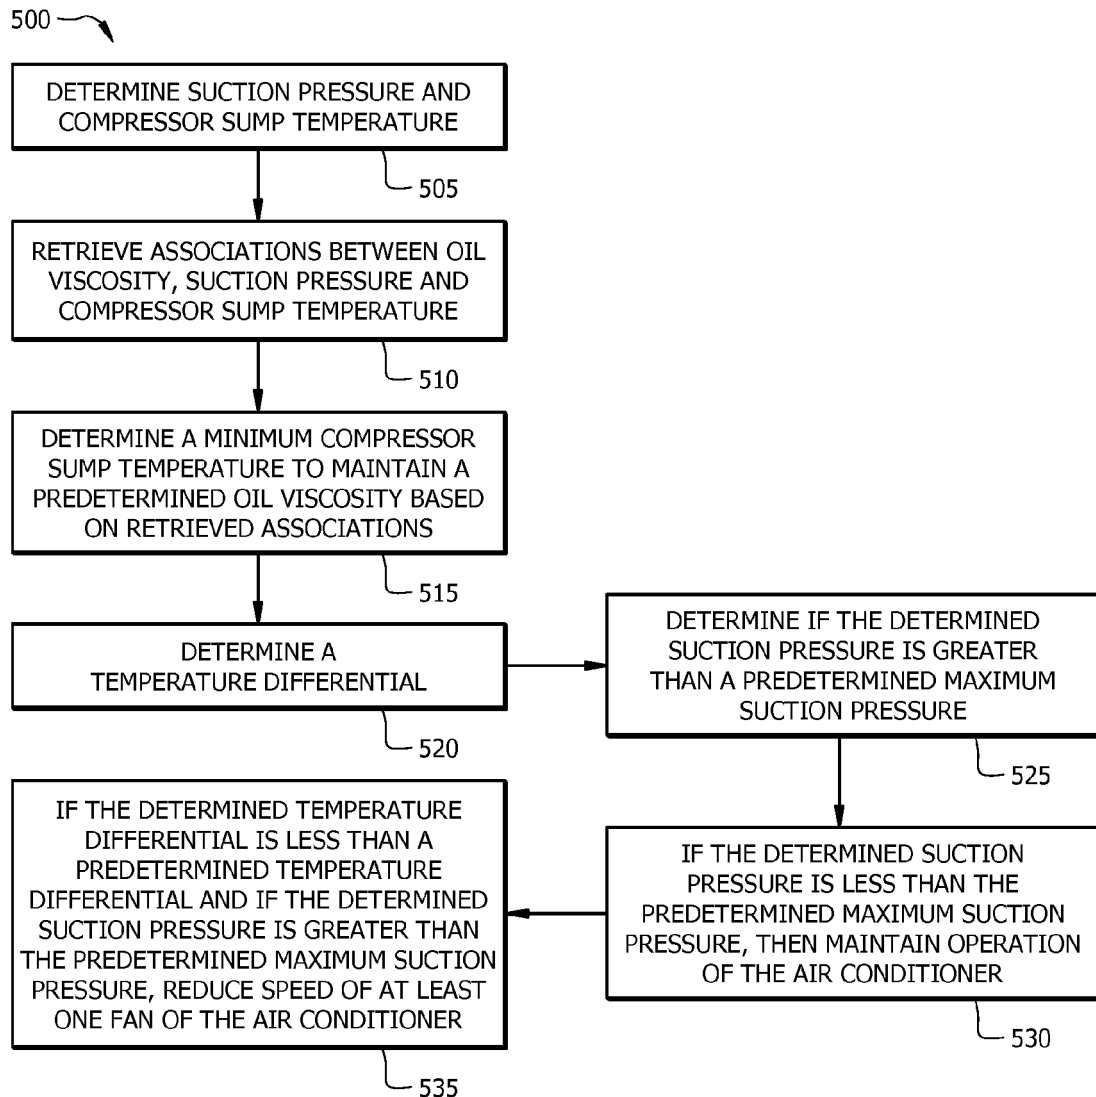 500
DETERMINE SUCTION PRESSURE AND
COMPRESSOR SUMP TEMPERATURE
505
RETRIEVE ASSOCIATIONS BETWEEN OIL
VISCOSITY, SUCTION PRESSURE AND
COMPRESSOR SUMP TEMPERATURE
510
DETERMINE A MINIMUM COMPRESSOR
SUMP TEMPERATURE TO MAINTAIN A
PREDETERMINED OIL VISCOSITY BASED
ON RETRIEVED ASSOCIATIONS
515
DETERMINE A
TEMPERATURE DIFFERENTIAL
520
DETERMINE IF THE DETERMINED
SUCTION PRESSURE IS GREATER
THAN A PREDETERMINED MAXIMUM
SUCTION PRESSURE
525
IF THE DETERMINED SUCTION
PRESSURE IS LESS THAN THE
PREDETERMINED MAXIMUM SUCTION
PRESSURE, THEN MAINTAIN OPERATION
OF THE AIR CONDITIONER
530
IF THE DETERMINED TEMPERATURE
DIFFERENTIAL IS LESS THAN A
PREDETERMINED TEMPERATURE
DIFFERENTIAL AND IF THE DETERMINED
SUCTION PRESSURE IS GREATER THAN
THE PREDETERMINED MAXIMUM SUCTION
PRESSURE, REDUCE SPEED OF AT LEAST
ONE FAN OF THE AIR CONDITIONER
535